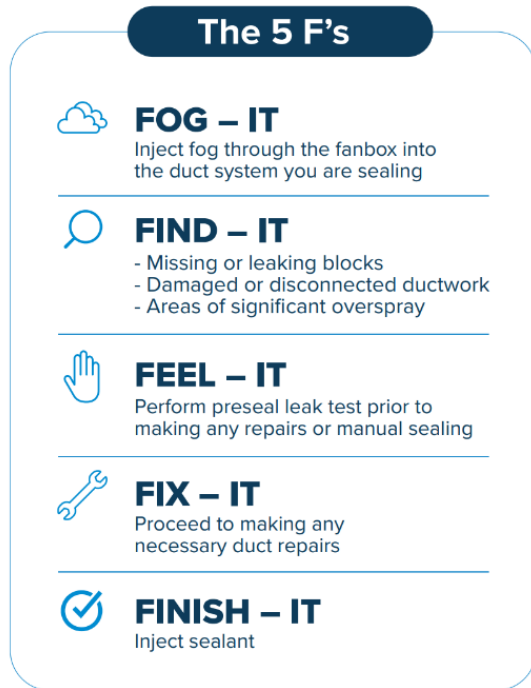 The 5 F’s
FOG – IT
Inject fog through the fanbox into
the duct system you are sealing
FIND – IT
- Missing or leaking blocks
- Damaged or disconnected ductwork
- Areas of significant overspray
FEEL – IT
Perform preseal leak test prior to
making any repairs or manual sealing
FIX – IT
Proceed to making any
necessary duct repairs
FINISH – IT
Inject sealant